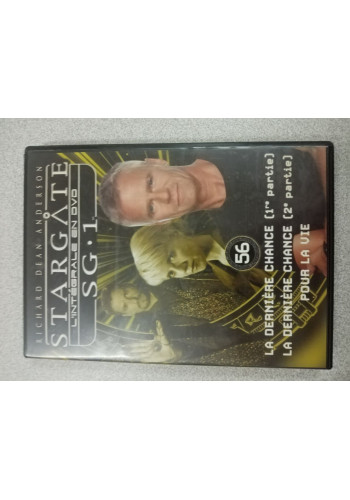 RICHARD DEAN ANDERSON
STARGATE
L'INTÉGRALE EN DVD
SG·1
56
LA DERNIÈRE CHANCE (1re partie)
LA DERNIÈRE CHANCE (2e partie)
POUR LA VIE